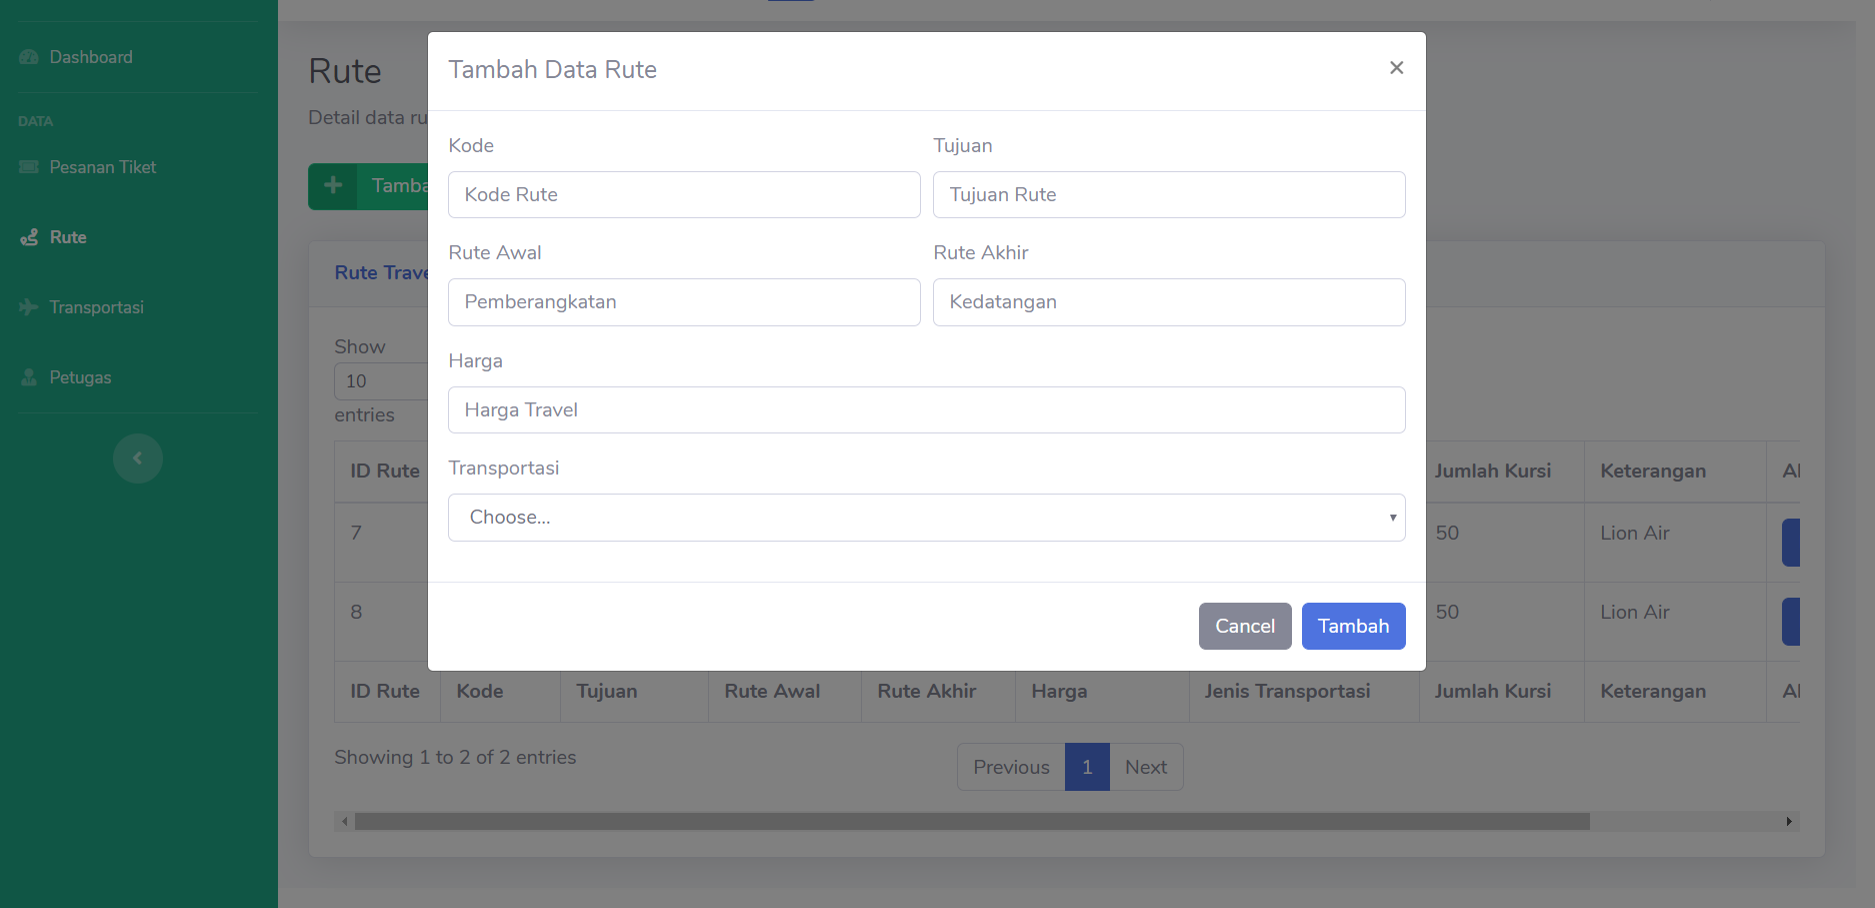 Dashboard
DATA
Pesanan Tiket
Rute
Transportasi
Petugas
Rute
Detail data ru
Tamba
Rute Trave
Show
10
entries
Tambah Data Rute
×
Kode
Tujuan
Kode Rute
Tujuan Rute
Rute Awal
Rute Akhir
Pemberangkatan
Kedatangan
Harga
Harga Travel
Transportasi
Choose...
Cancel
Tambah
ID Rute
Jumlah Kursi
Keterangan
7
50
Lion Air
8
50
Lion Air
ID Rute
Kode
Tujuan
Rute Awal
Rute Akhir
Harga
Jenis Transportasi
Jumlah Kursi
Keterangan
Showing 1 to 2 of 2 entries
Previous
1
Next